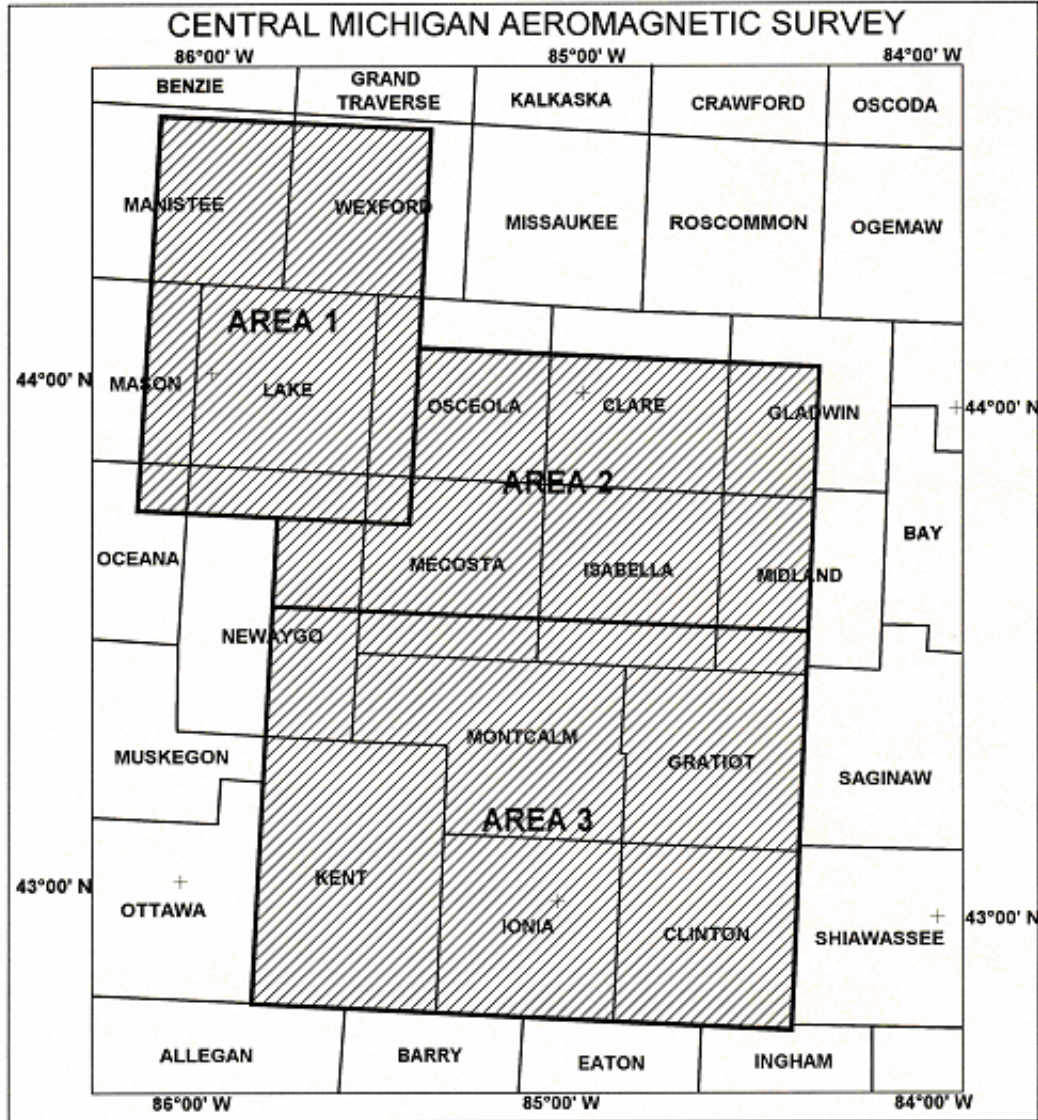 CENTRAL MICHIGAN AEROMAGNETIC SURVEY
86°00' W
85°00' W
84°00' W
BENZIE
GRAND
TRAVERSE
KALKASKA
CRAWFORD
OSCODA
MANISTEE
WEXFORD
MISSAUKEE
ROSCOMMON
OGEMAW
AREA 1
44°00' N
MASON
LAKE
OSCEOLA
CLARE
GLADWIN
44°00' N
AREA 2
BAY
OCEANA
MECOSTA
ISABELLA
MIDLAND
NEWAYGO
MUSKEGON
MONTCALM
GRATIOT
SAGINAW
AREA 3
43°00' N
KENT
OTTAWA
IONIA
CLINTON
SHIAWASSEE
43°00' N
ALLEGAN
BARRY
EATON
INGHAM
86°00' W
85°00' W
84°00' W